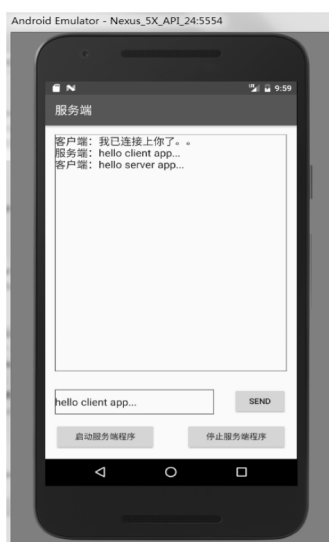 Android Emulator - Nexus_5X_API_24:5554
9:59
服务端
客户端：我已连接上你了。。
服务端：hello client app...
客户端：hello server app...
hello client app...
SEND
启动服务端程序
停止服务端程序